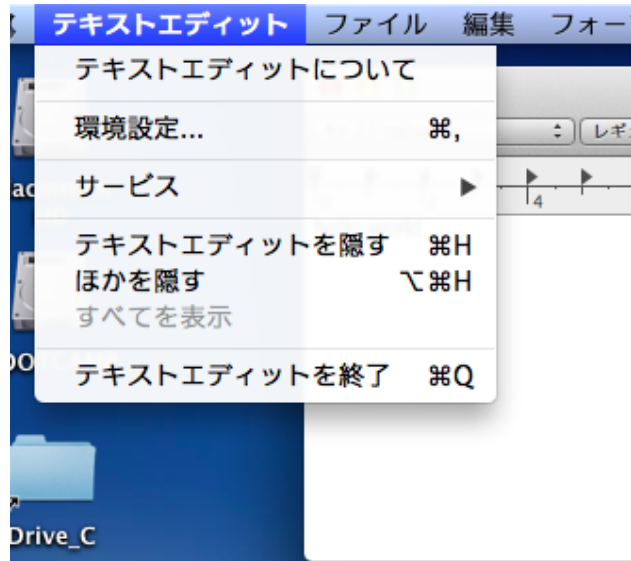 テキストエディット ファイル 編集
テキストエディットについて
環境設定... ⌘,
サービス ▶
テキストエディットを隠す ⌘H
ほかを隠す ⌥⌘H
すべてを表示
テキストエディットを終了 ⌘Q
4
Drive_C